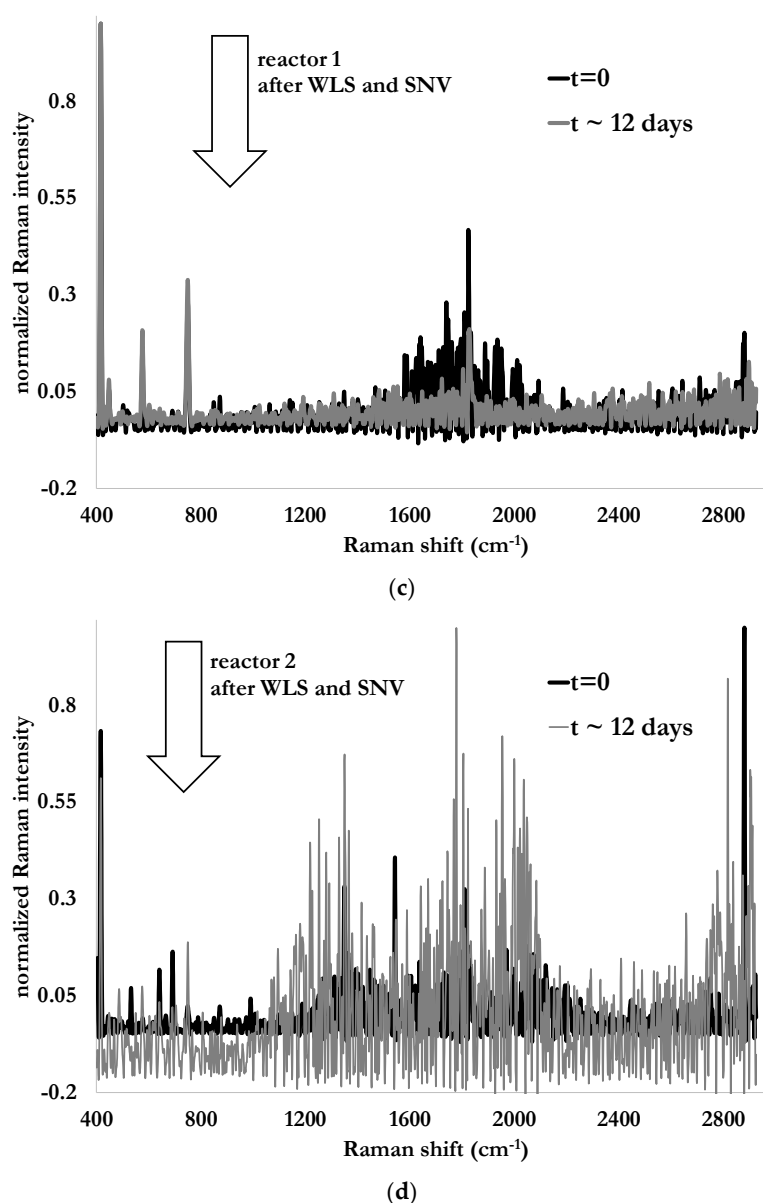 reactor 1
after WLS and SNV
t=0
t ~ 12 days
normalized Raman intensity
0.8
0.55
0.3
0.05
-0.2
400 800 1200 1600 2000 2400 2800
Raman shift (cm⁻¹)
(c)
reactor 2
after WLS and SNV
t=0
t ~ 12 days
normalized Raman intensity
0.8
0.55
0.3
0.05
-0.2
400 800 1200 1600 2000 2400 2800
Raman shift (cm⁻¹)
(d)